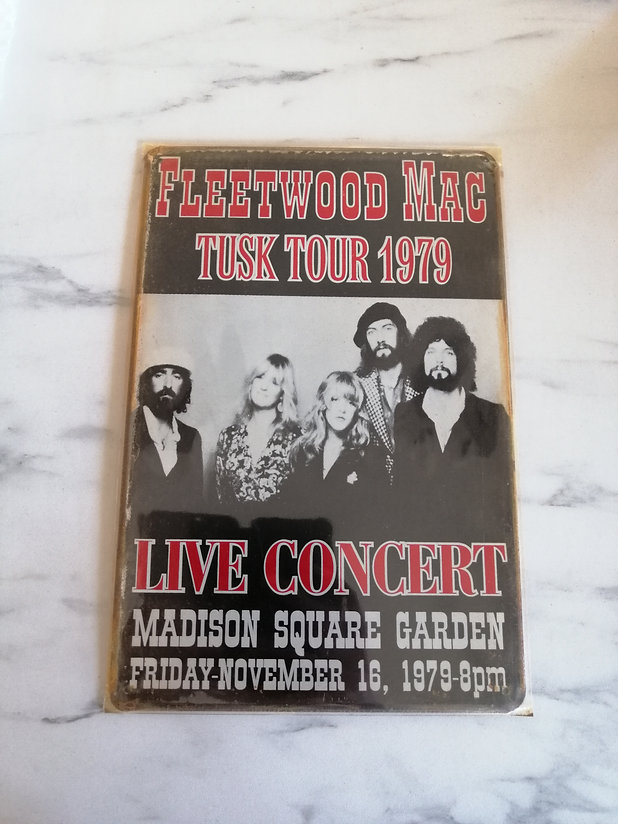 FLEETWOOD MAC
TUSK TOUR 1979
LIVE CONCERT
MADISON SQUARE GARDEN
FRIDAY-NOVEMBER 16, 1979-8pm